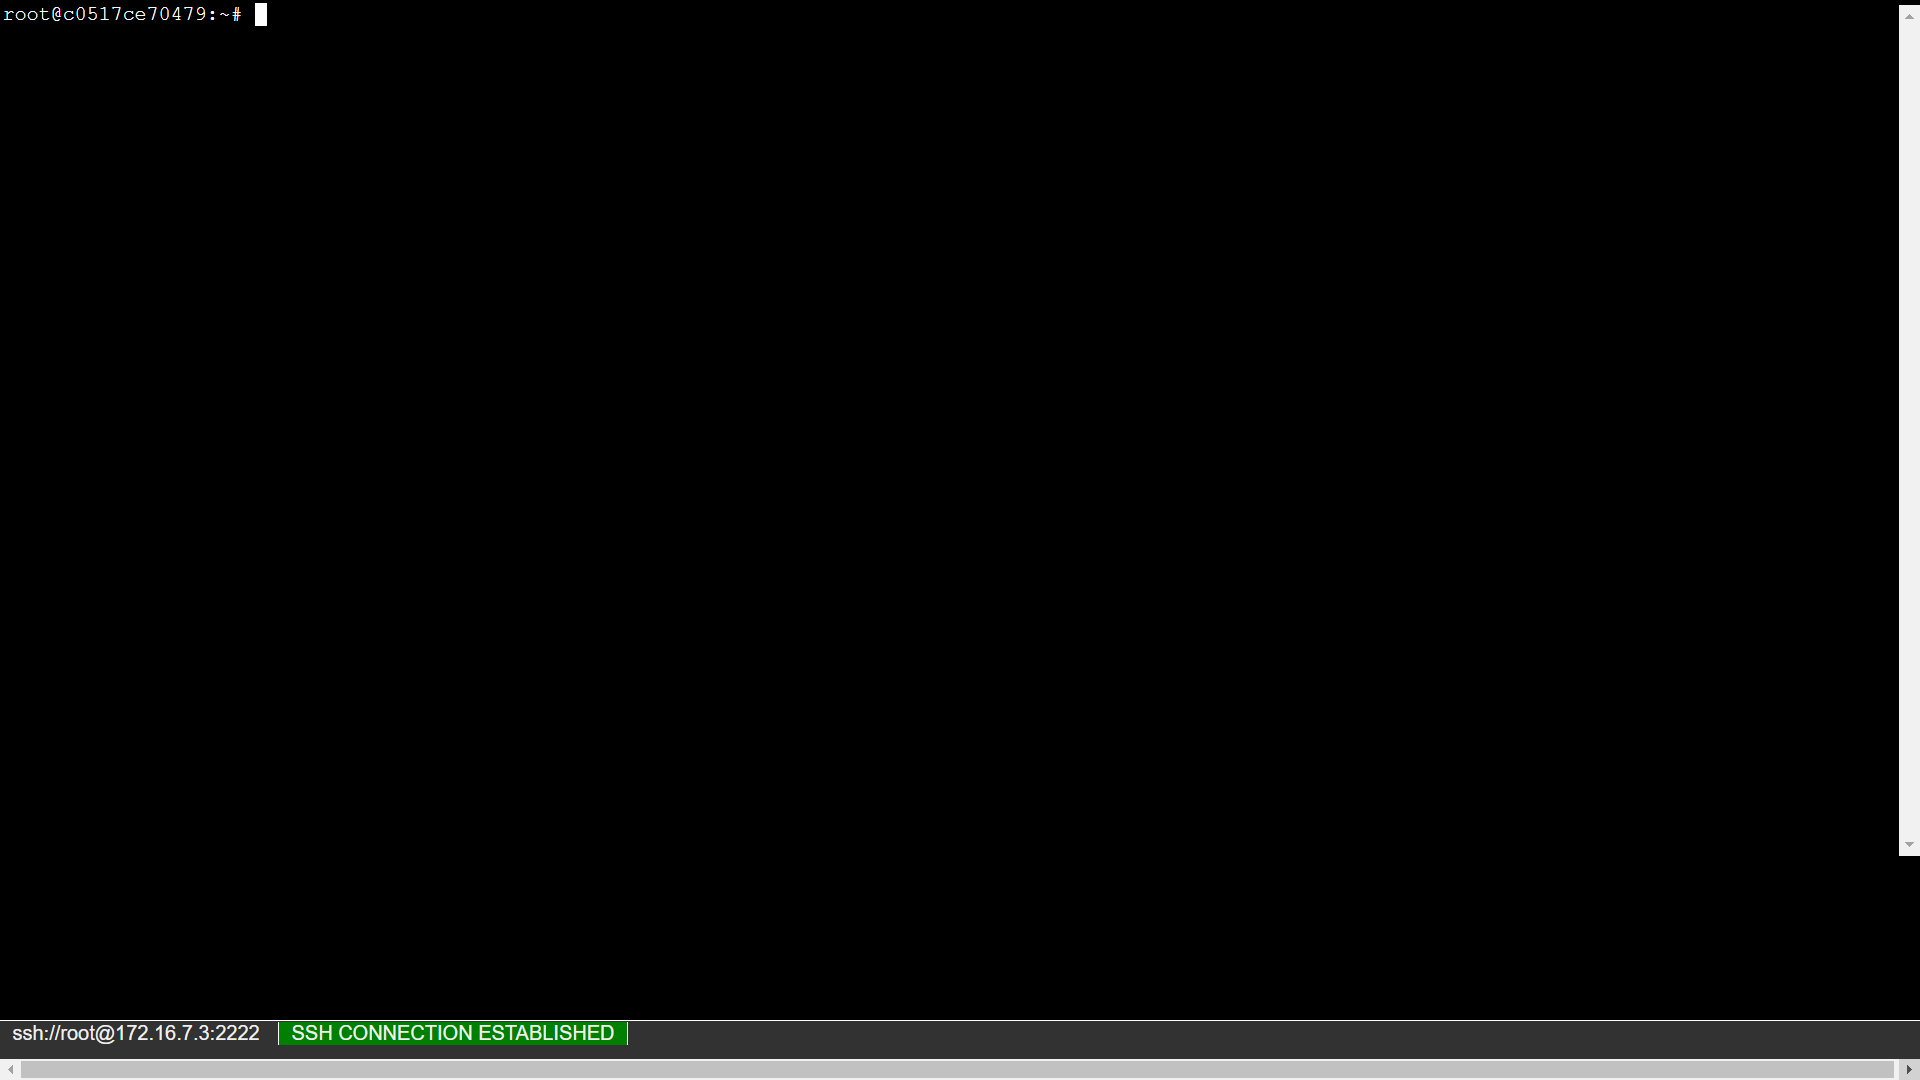 root@c0517ce70479:~#
ssh://root@172.16.7.3:2222
SSH CONNECTION ESTABLISHED